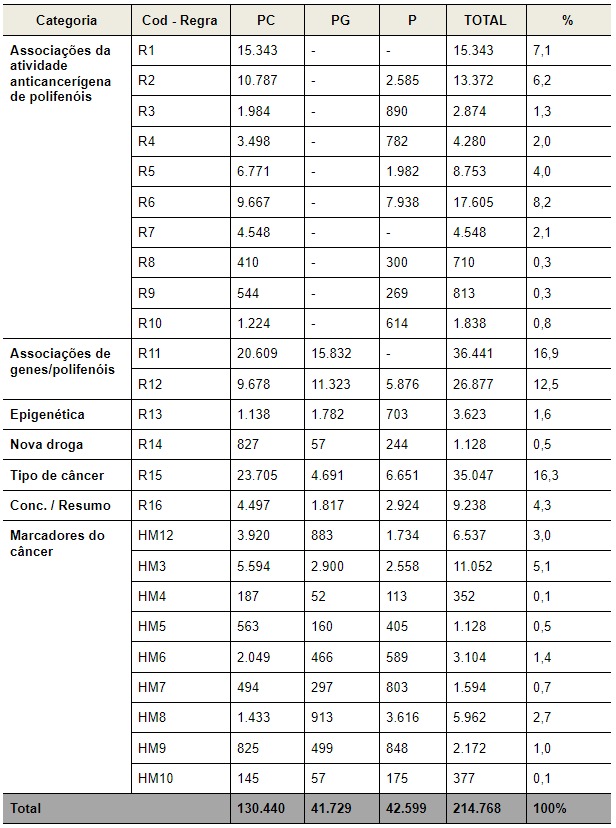 Categoria Cod - Regra PC PG P TOTAL %
Associações da atividade anticancerígena de polifenóis R1 15.343 - - 15.343 7,1
R2 10.787 - 2.585 13.372 6,2
R3 1.984 - 890 2.874 1,3
R4 3.498 - 782 4.280 2,0
R5 6.771 - 1.982 8.753 4,0
R6 9.667 - 7.938 17.605 8,2
R7 4.548 - - 4.548 2,1
R8 410 - 300 710 0,3
R9 544 - 269 813 0,3
R10 1.224 - 614 1.838 0,8
Associações de genes/polifenóis R11 20.609 15.832 - 36.441 16,9
R12 9.678 11.323 5.876 26.877 12,5
Epigenética R13 1.138 1.782 703 3.623 1,6
Nova droga R14 827 57 244 1.128 0,5
Tipo de câncer R15 23.705 4.691 6.651 35.047 16,3
Conc. / Resumo R16 4.497 1.817 2.924 9.238 4,3
Marcadores do câncer HM12 3.920 883 1.734 6.537 3,0
HM3 5.594 2.900 2.558 11.052 5,1
HM4 187 52 113 352 0,1
HM5 563 160 405 1.128 0,5
HM6 2.049 466 589 3.104 1,4
HM7 494 297 803 1.594 0,7
HM8 1.433 913 3.616 5.962 2,7
HM9 825 499 848 2.172 1,0
HM10 145 57 175 377 0,1
Total 130.440 41.729 42.599 214.768 100%